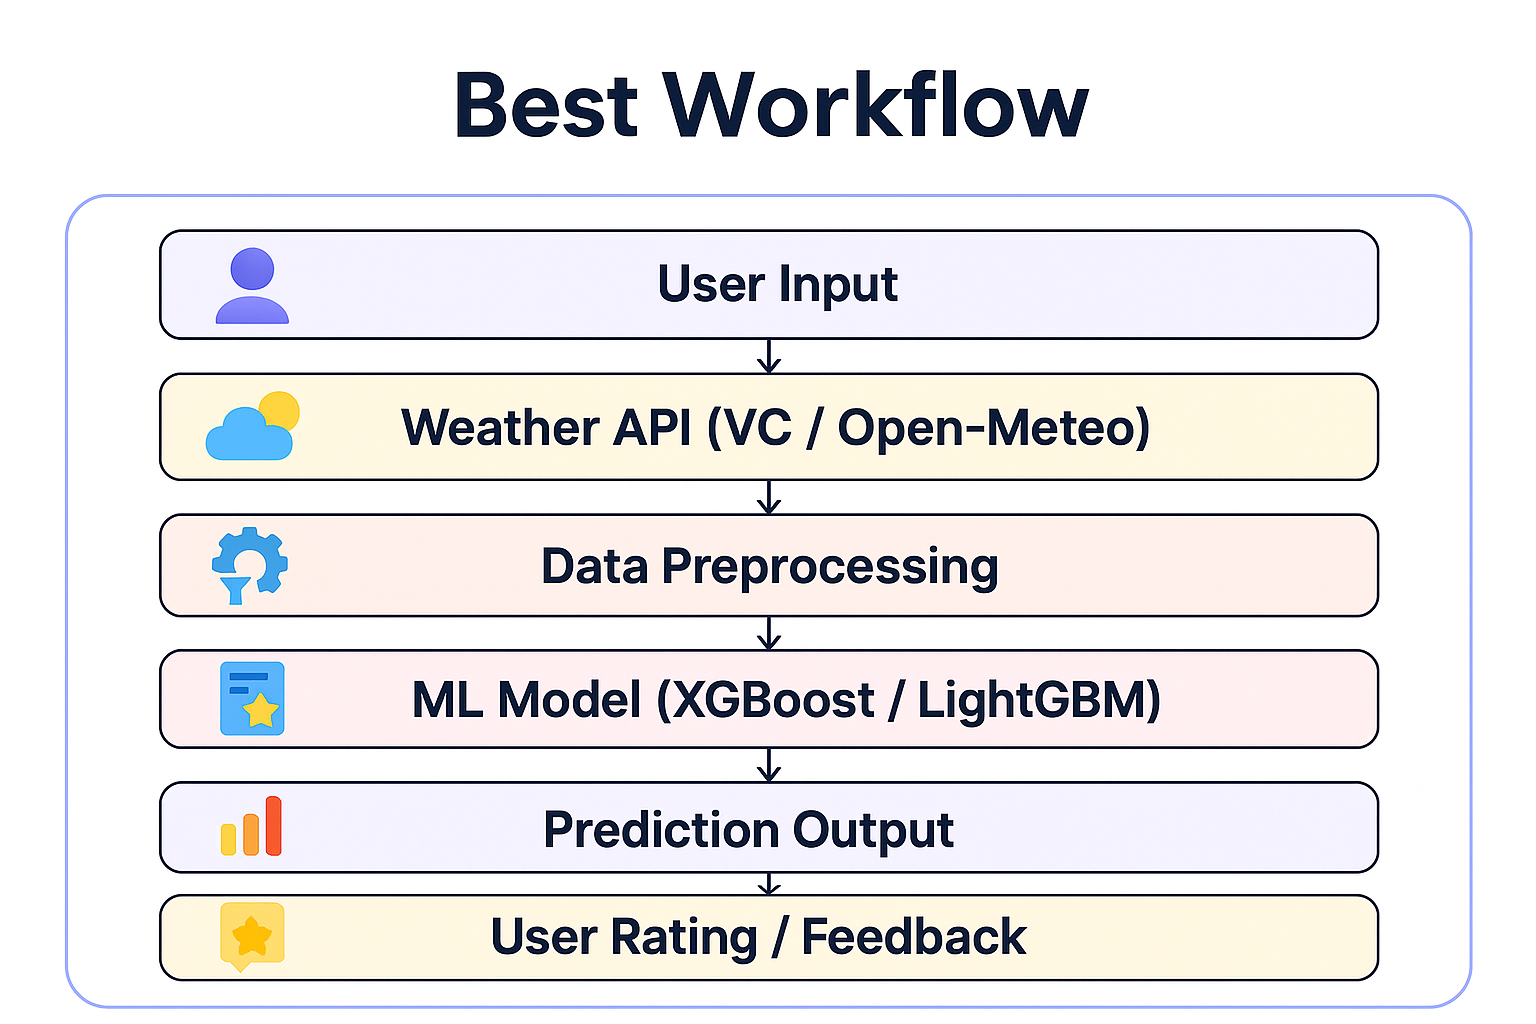 Best Workflow
User Input
Weather API (VC / Open-Meteo)
Data Preprocessing
ML Model (XGBoost / LightGBM)
Prediction Output
User Rating / Feedback